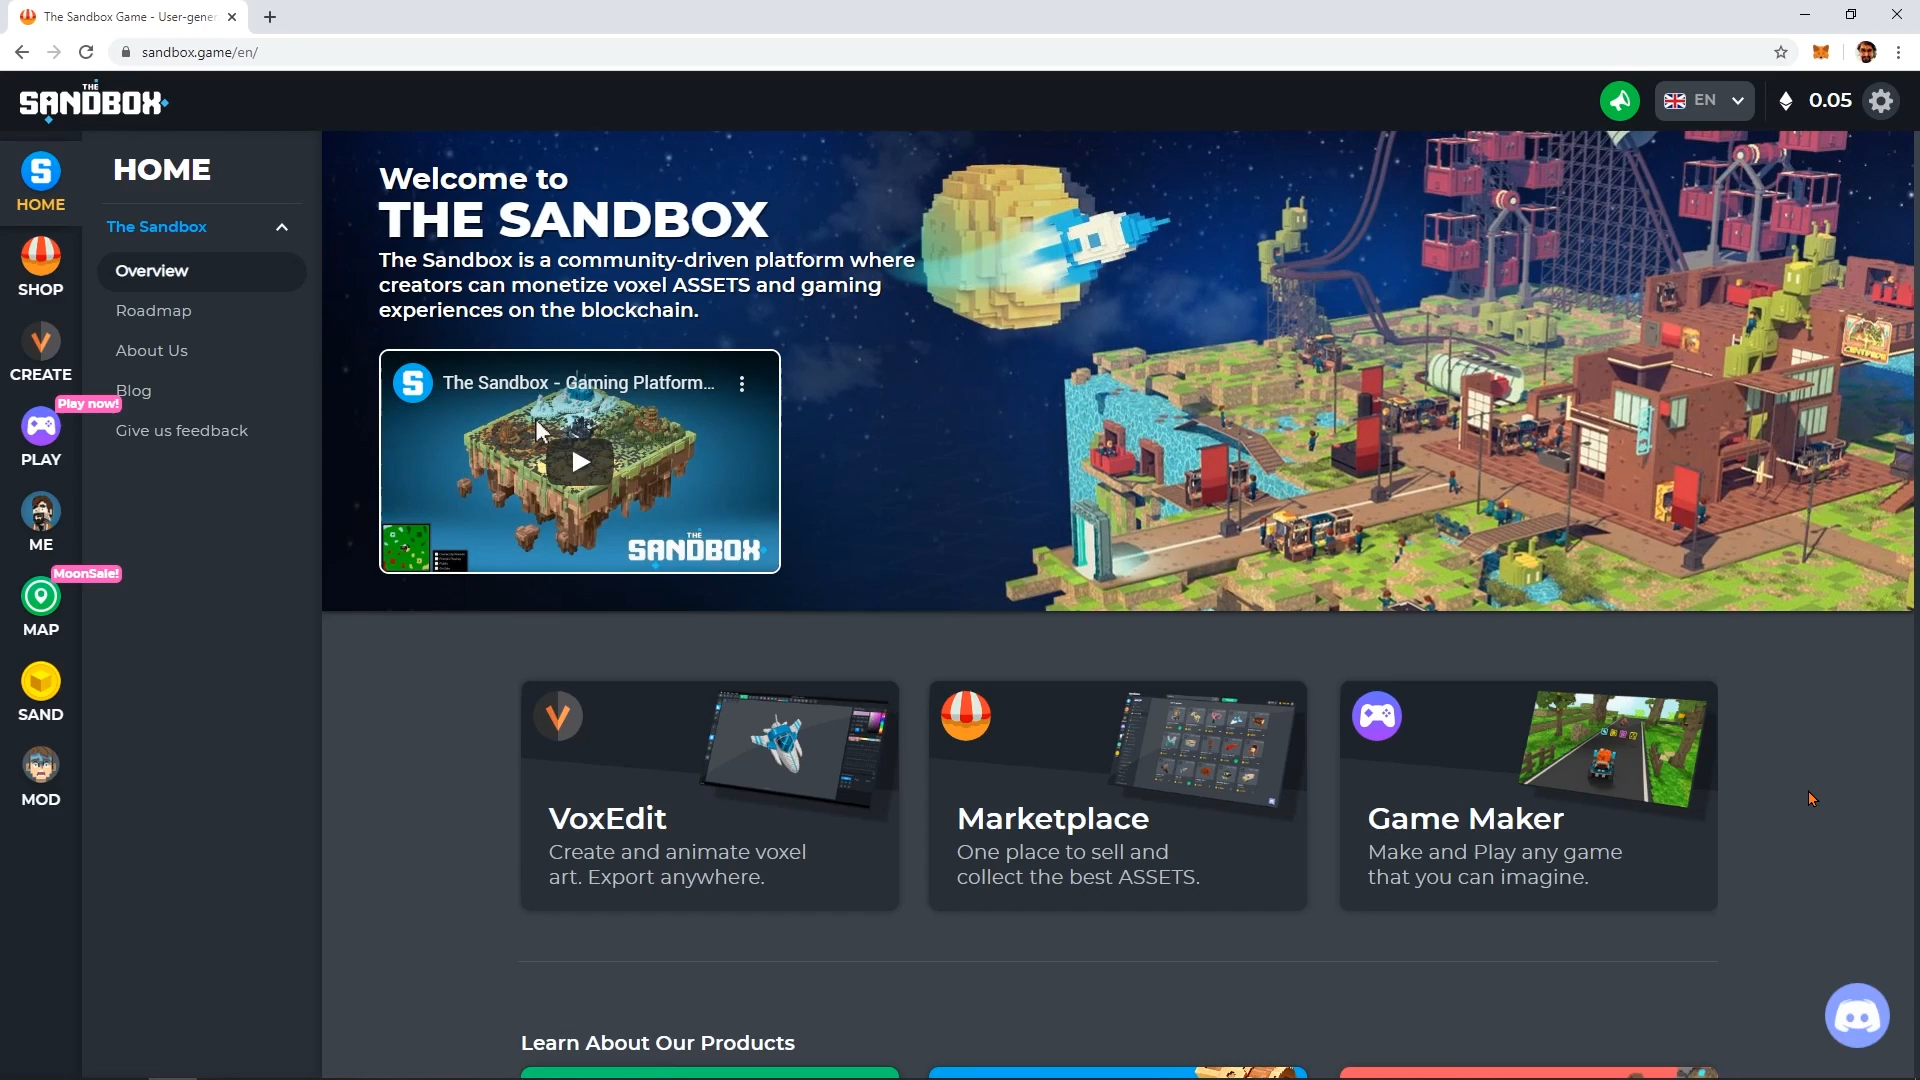 The Sandbox Game - User-gener
sandbox.game/en/
THE
SANDBOX
EN
0.05
HOME
SHOP
CREATE
Play now!
PLAY
ME
MoonSale!
MAP
SAND
MOD
HOME
The Sandbox
Overview
Roadmap
About Us
Blog
Give us feedback
Welcome to
THE SANDBOX
The Sandbox is a community-driven platform where
creators can monetize voxel ASSETS and gaming
experiences on the blockchain.
The Sandbox - Gaming Platform...
THE
SANDBOX
VoxEdit
Create and animate voxel
art. Export anywhere.
Marketplace
One place to sell and
collect the best ASSETS.
Game Maker
Make and Play any game
that you can imagine.
Learn About Our Products